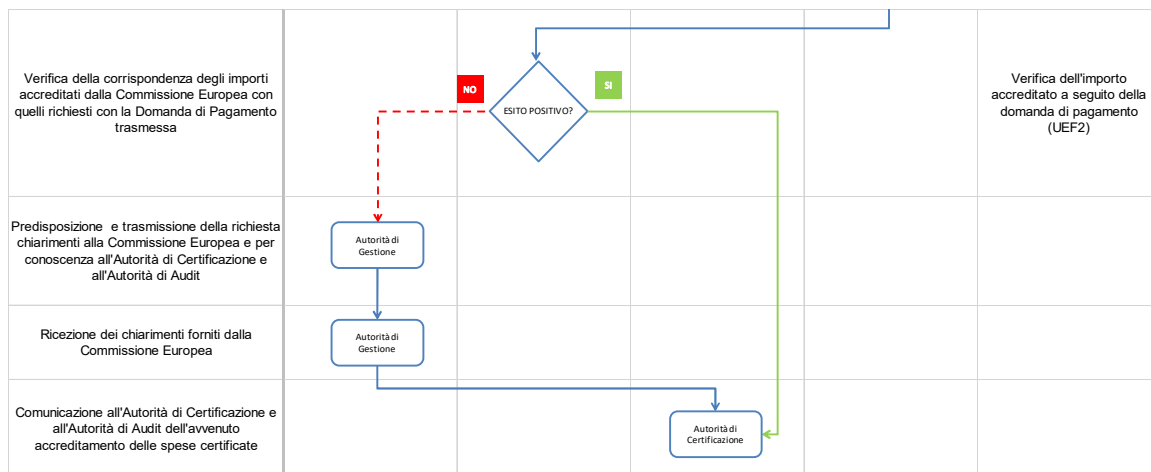 Verifica della corrispondenza degli importi
accreditati dalla Commissione Europea con
quelli richiesti con la Domanda di Pagamento
trasmessa
NO
SI
ESITO POSITIVO?
Verifica dell'importo
accreditato a seguito della
domanda di pagamento
(UEF2)
Predisposizione e trasmissione della richiesta
chiarimenti alla Commissione Europea e per
conoscenza all'Autorità di Certificazione e
all'Autorità di Audit
Autorità di
Gestione
Ricezione dei chiarimenti forniti dalla
Commissione Europea
Autorità di
Gestione
Comunicazione all'Autorità di Certificazione e
all'Autorità di Audit dell'avvenuto
accreditamento delle spese certificate
Autorità di
Certificazione